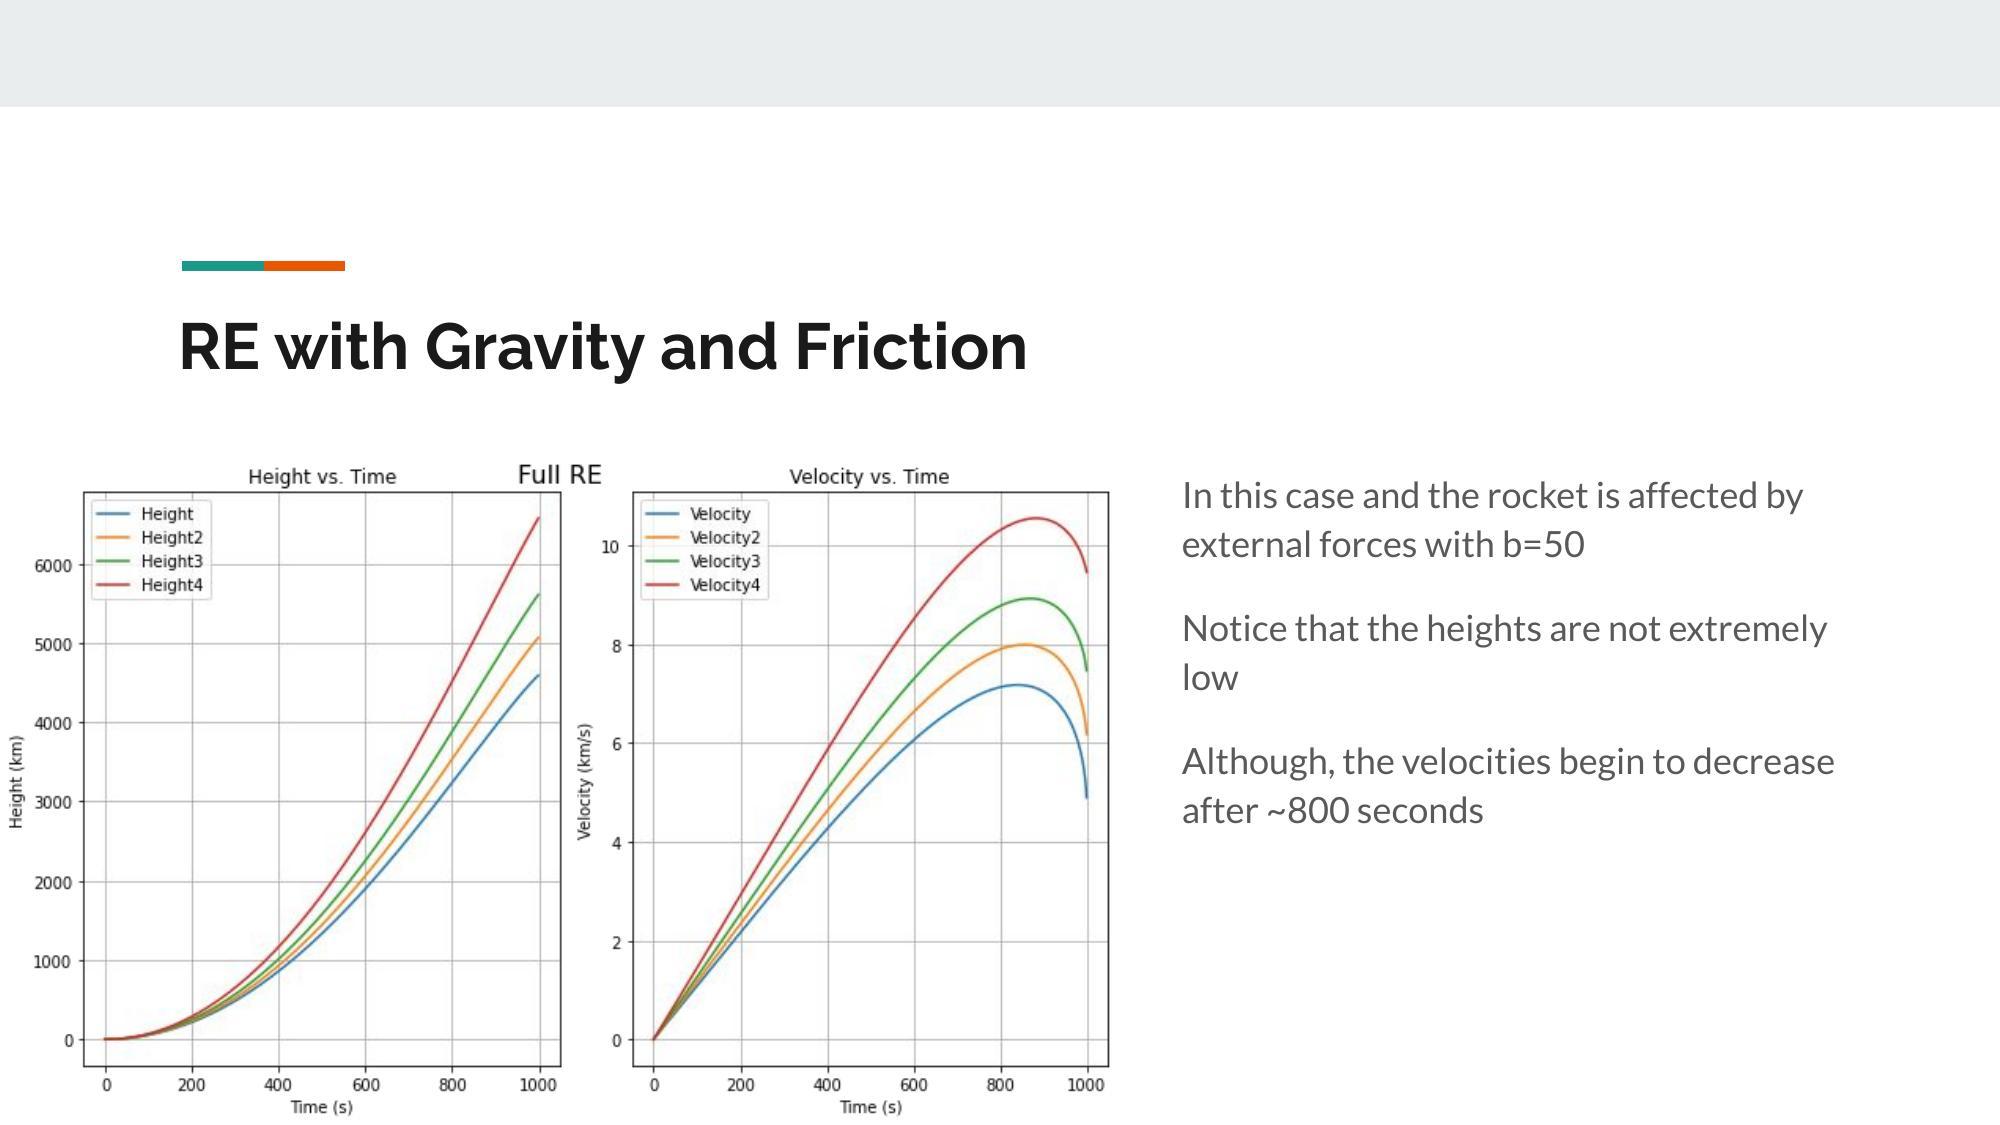 RE with Gravity and Friction
Full RE
Height vs. Time
Height
Height2
Height3
Height4
6000
5000
4000
3000
2000
1000
0
Height (km)
0 200 400 600 800 1000
Time (s)
Velocity vs. Time
Velocity
Velocity2
Velocity3
Velocity4
10
8
6
4
2
0
Velocity (km/s)
0 200 400 600 800 1000
Time (s)
In this case and the rocket is affected by
external forces with b=50
Notice that the heights are not extremely
low
Although, the velocities begin to decrease
after ~800 seconds